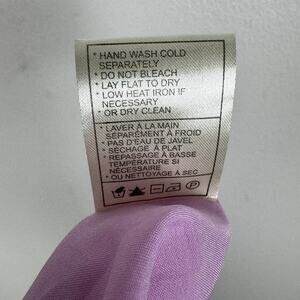 * HAND WASH COLD
SEPARATELY
* DO NOT BLEACH
* LAY FLAT TO DRY
* LOW HEAT IRON IF
NECESSARY
* OR DRY CLEAN
* LAVER À LA MAIN
SÉPARÉMENT À FROID
* PAS D'EAU DE JAVEL
* SÉCHAGE À PLAT
* REPASSAGE À BASSE
TEMPÉRATURE SI
NÉCESSAIRE
* OU NETTOYAGE À SEC